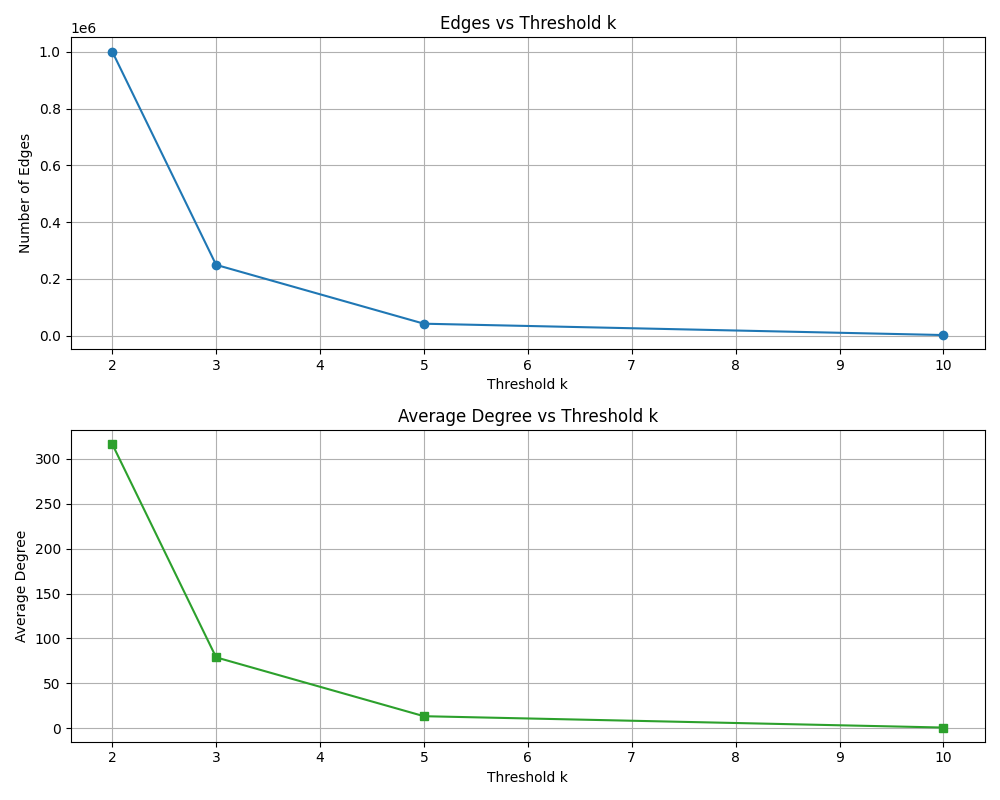 Edges vs Threshold k
1e6
1.0
0.8
0.6
0.4
0.2
0.0
Number of Edges
2 3 4 5 6 7 8 9 10
Threshold k
Average Degree vs Threshold k
300
250
200
150
100
50
0
Average Degree
2 3 4 5 6 7 8 9 10
Threshold k